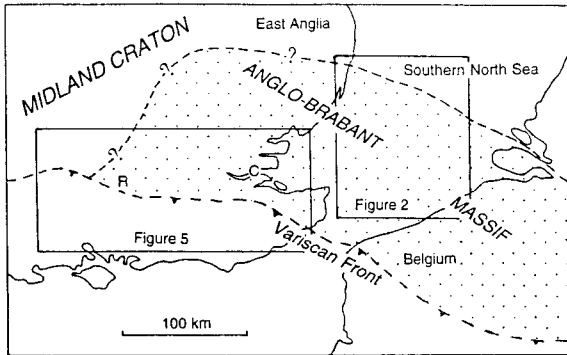 East Anglia
MIDLAND CRATON
?
?
Southern North Sea
ANGLO-BRABANT
?
C
R
Figure 2
MASSIF
Figure 5
Variscan Front
Belgium
100 km